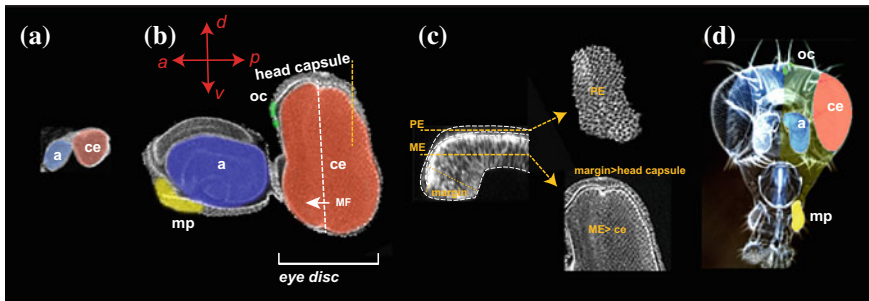 (a)
(b)
(c)
(d)
d
a
p
v
head capsule
oc
a
ce
a
ce
mp
MF
eye disc
PE
ME
margin
PE
margin>head capsule
ME> ce
oc
ce
a
mp